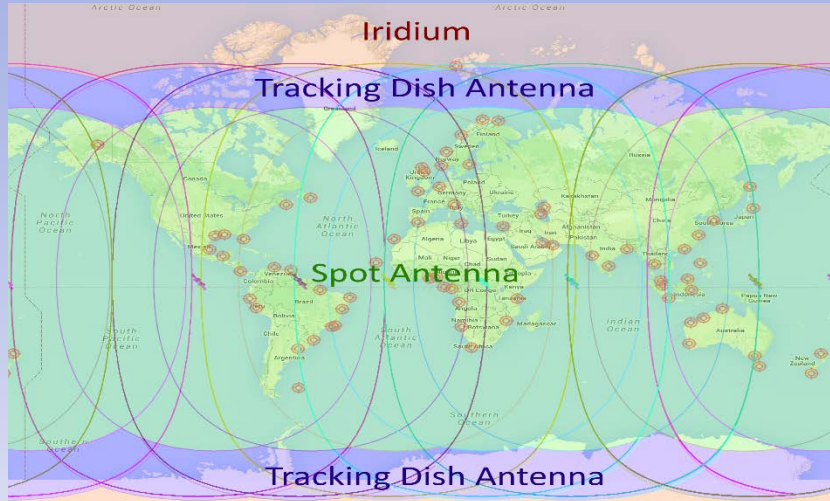 Arctic Ocean
Arctic Ocean
Iridium
Tracking Dish Antenna
Greenland
Finland
Iceland
Sweden
Norway
Russia
Canada
United
Kingdom
Poland
Germany
Ukraine
Kazakhstan
Mongolia
France
North
Pacific
Ocean
United States
Spain
Turkey
China
South Korea
Japan
North
Atlantic
Ocean
Iraq
Iran
Afghanistan
Pakistan
Algeria
Libya
Egypt
Mexico
Saudi Arabia
India
Mali
Niger
Chad
Sudan
Thailand
Venezuela
Colombia
Spot Antenna
DR Congo
Kenya
Tanzania
Indonesia
Papua New
Guinea
Peru
Brazil
Angola
Bolivia
Namibia
Botswana
Madagascar
Indian
Ocean
South
Pacific
Ocean
Chile
South
Atlantic
Ocean
South Africa
Australia
Argentina
New
Zealand
Southern
Ocean
Southern
Ocean
Tracking Dish Antenna